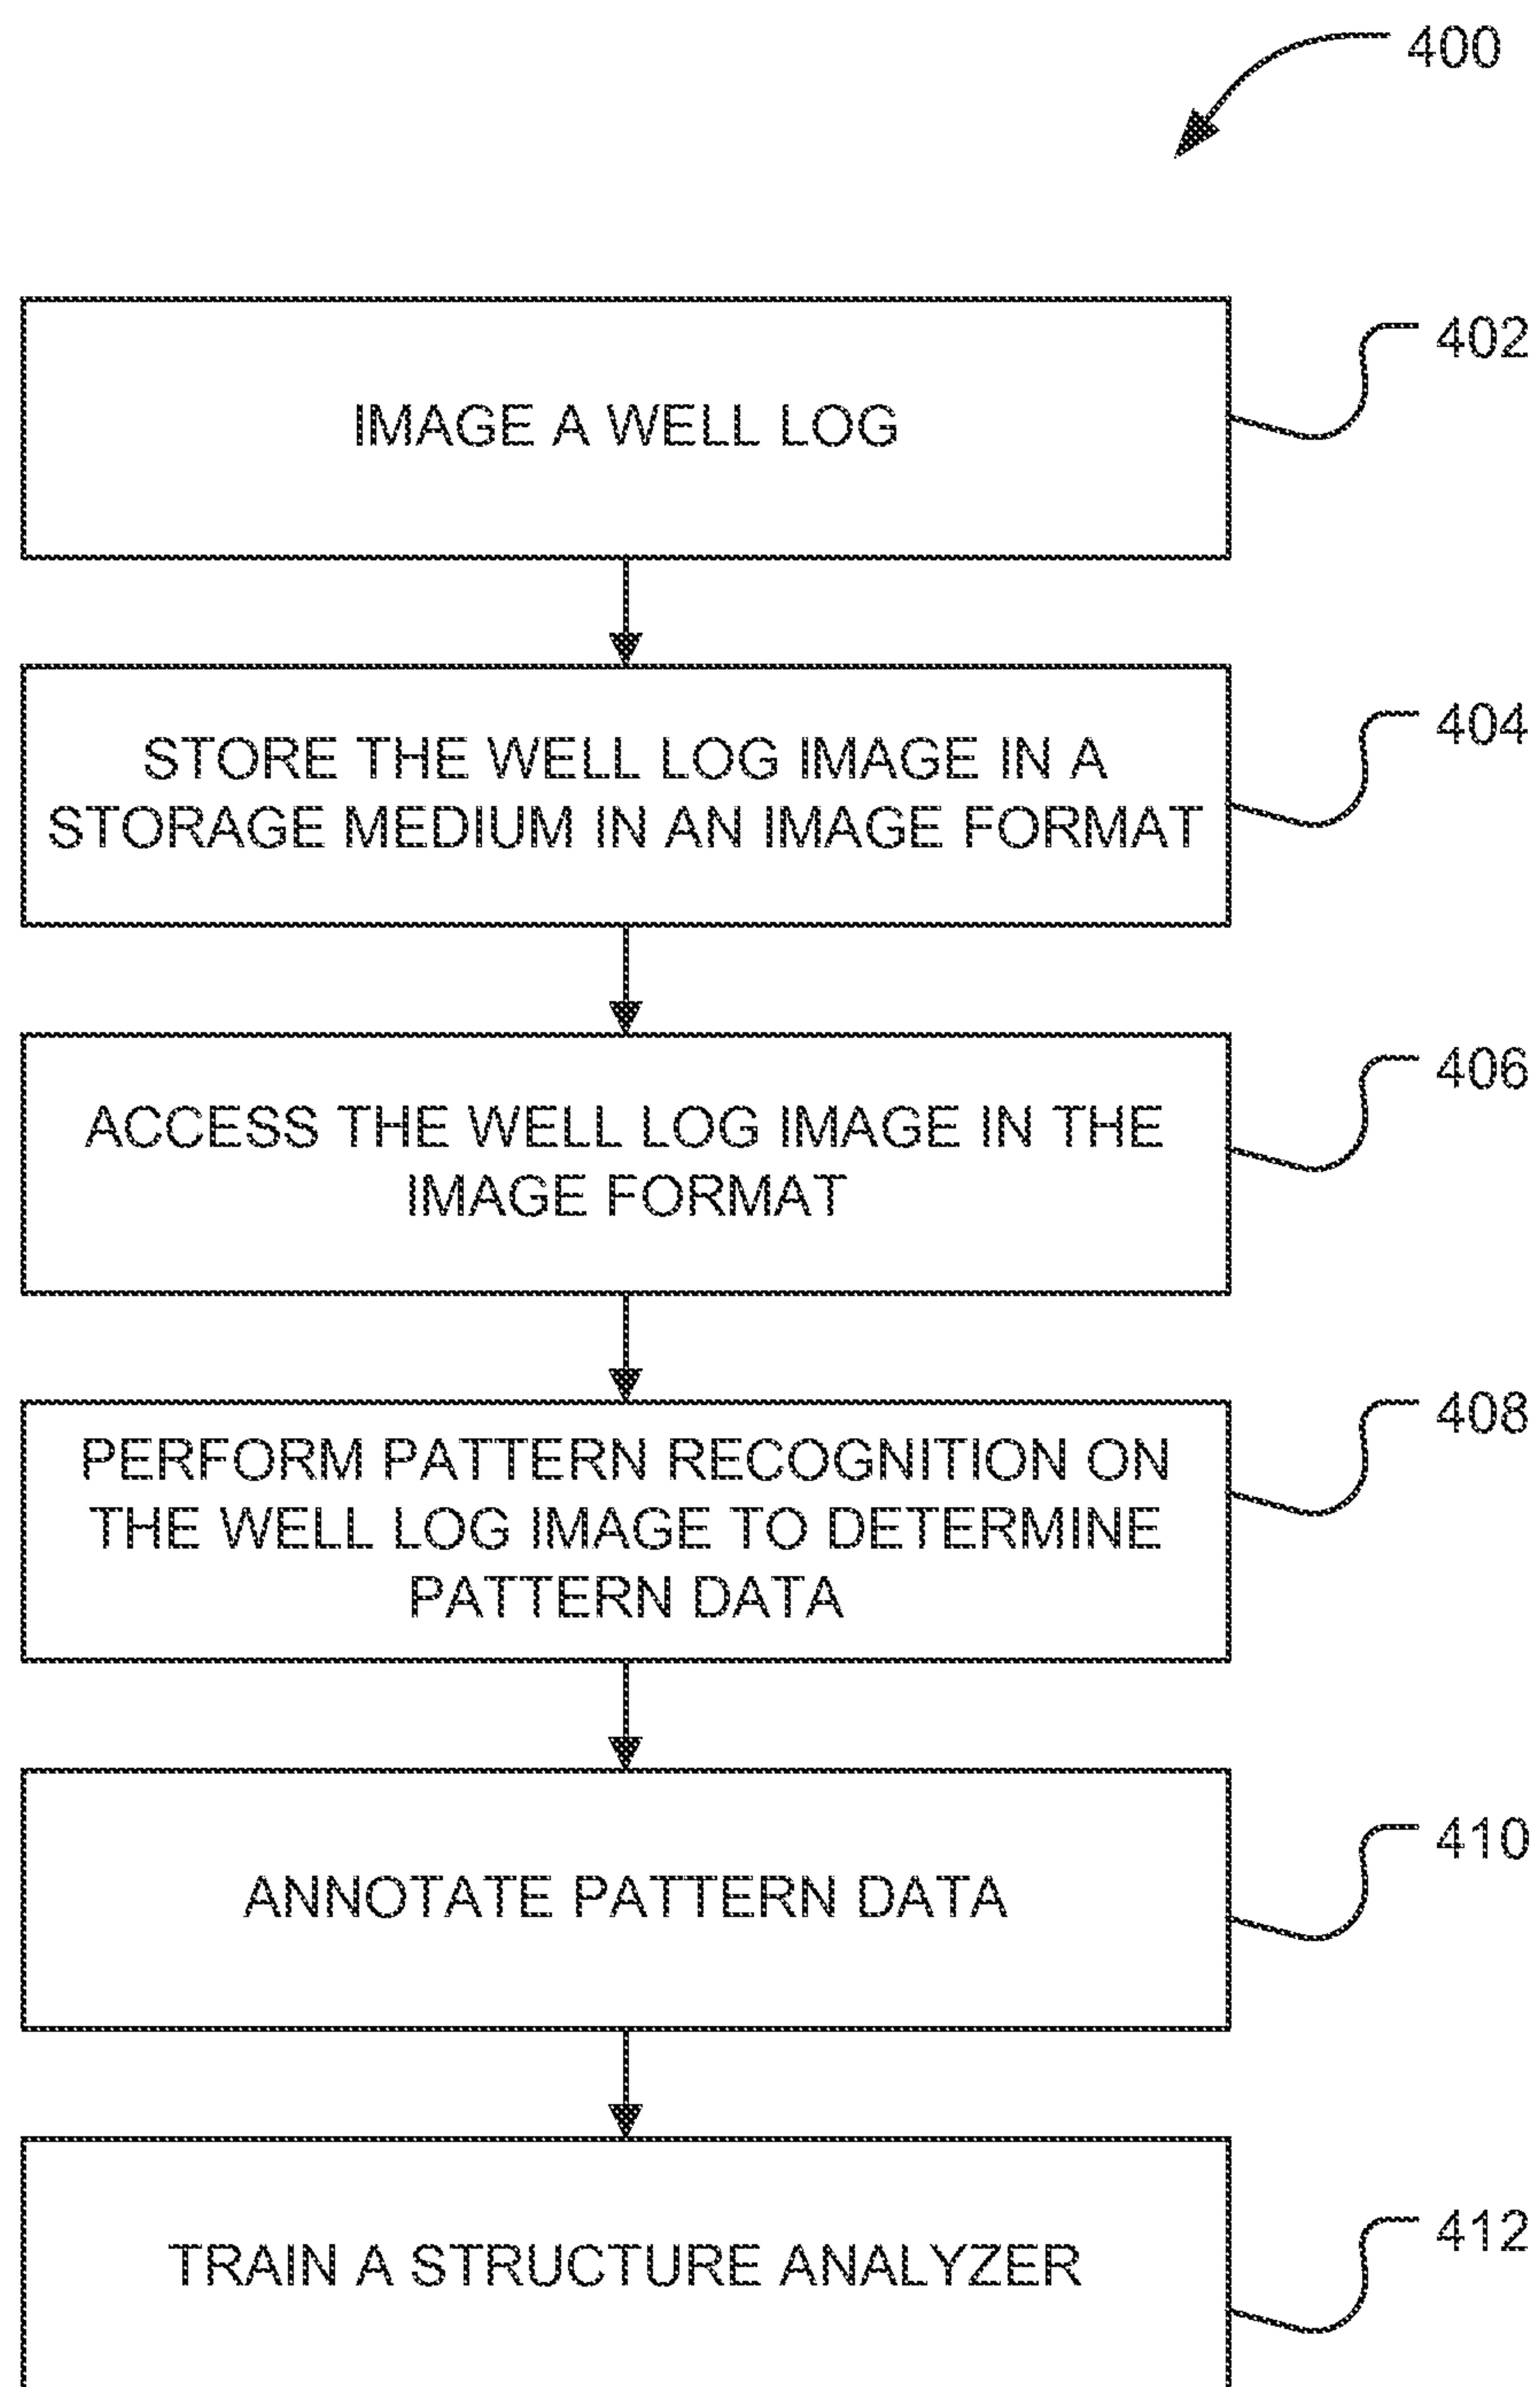 400
IMAGE A WELL LOG
402
STORE THE WELL LOG IMAGE IN A
STORAGE MEDIUM IN AN IMAGE FORMAT
404
ACCESS THE WELL LOG IMAGE IN THE
IMAGE FORMAT
406
PERFORM PATTERN RECOGNITION ON
THE WELL LOG IMAGE TO DETERMINE
PATTERN DATA
408
ANNOTATE PATTERN DATA
410
TRAIN A STRUCTURE ANALYZER
412